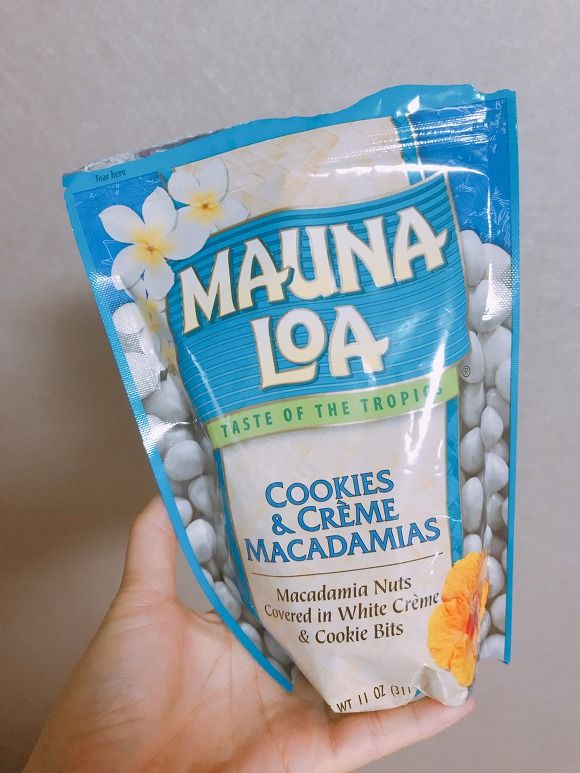 Tear here
MAUNA
LOA
®
TASTE OF THE TROPICS
COOKIES
& CRÈME
MACADAMIAS
Macadamia Nuts
Covered in White Crème
& Cookie Bits
WT 11 OZ (311